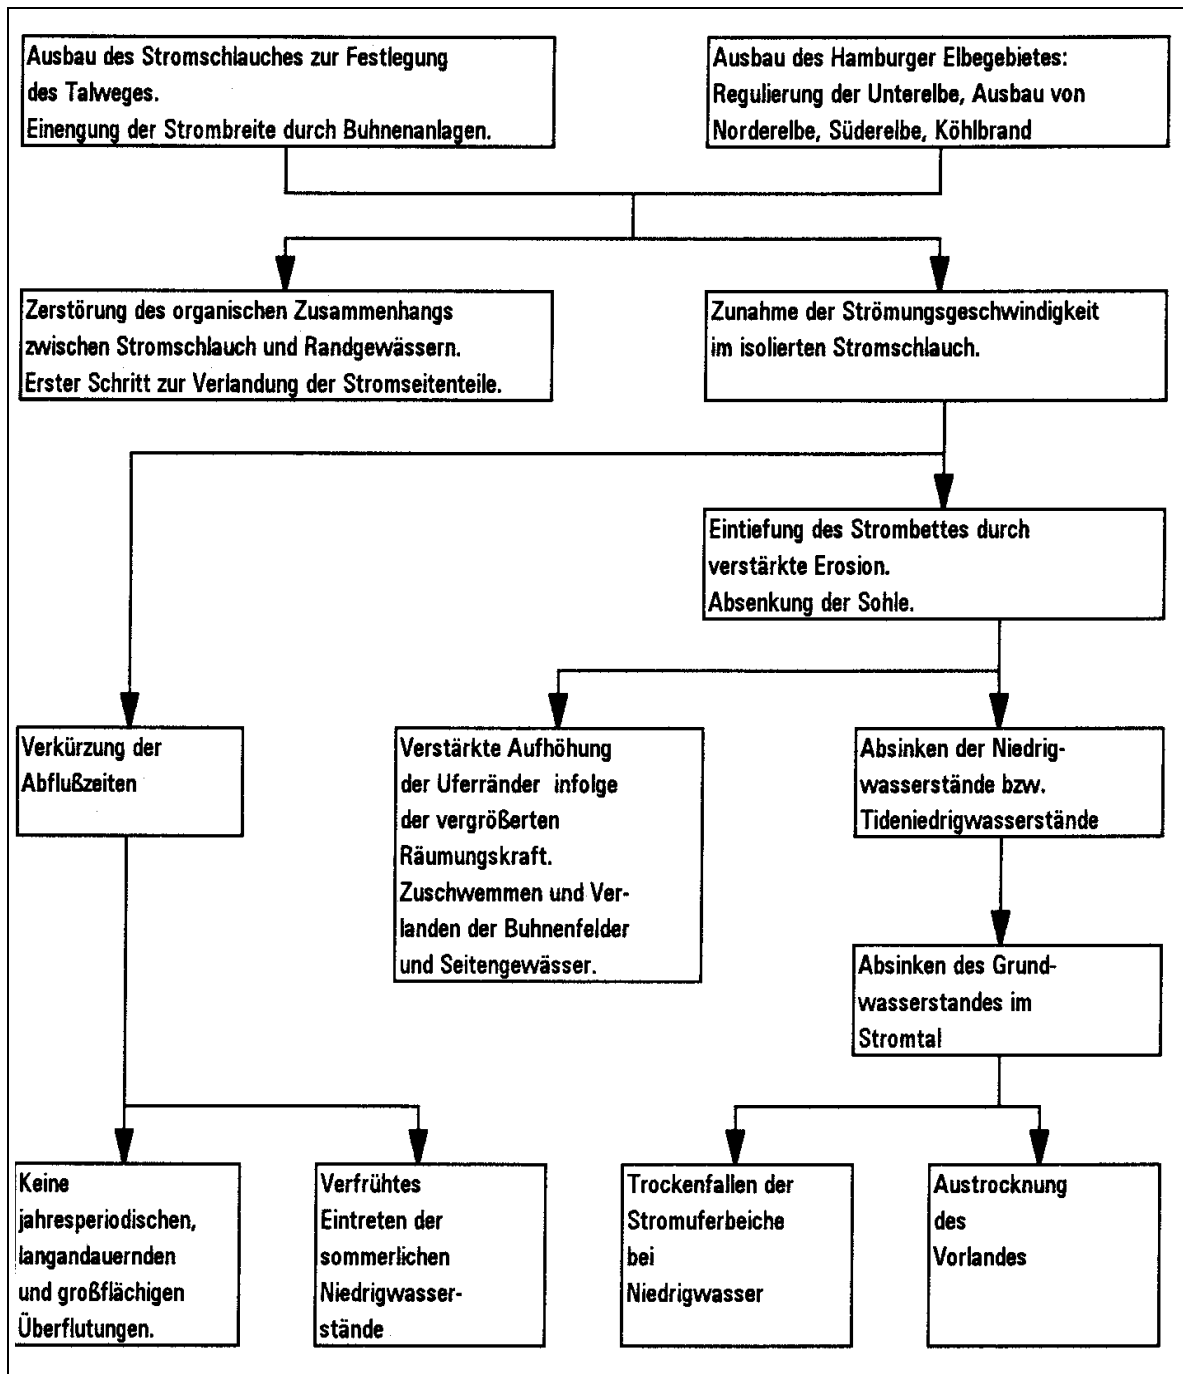 Ausbau des Stromschlauches zur Festlegung
des Talweges.
Einengung der Strombreite durch Buhnenanlagen.
Ausbau des Hamburger Elbegebietes:
Regulierung der Unterelbe, Ausbau von
Norderelbe, Süderelbe, Köhlbrand
Zerstörung des organischen Zusammenhangs
zwischen Stromschlauch und Randgewässern.
Erster Schritt zur Verlandung der Stromseitenteile.
Zunahme der Strömungsgeschwindigkeit
im isolierten Stromschlauch.
Eintiefung des Strombettes durch
verstärkte Erosion.
Absenkung der Sohle.
Verkürzung der
Abflußzeiten
Verstärkte Aufhöhung
der Uferränder infolge
der vergrößerten
Räumungskraft.
Zuschwemmen und Ver-
landen der Buhnenfelder
und Seitengewässer.
Absinken der Niedrig-
wasserstände bzw.
Tideniedrigwasserstände
Absinken des Grund-
wasserstandes im
Stromtal
Keine
jahresperiodischen,
langandauernden
und großflächigen
Überflutungen.
Verfrühtes
Eintreten der
sommerlichen
Niedrigwasser-
stände
Trockenfallen der
Stromuferbeiche
bei
Niedrigwasser
Austrocknung
des
Vorlandes